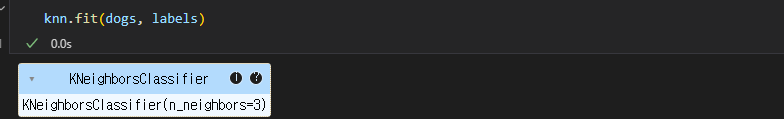 knn.fit(dogs, labels)
0.0s
KNeighborsClassifier i ?
KNeighborsClassifier(n_neighbors=3)